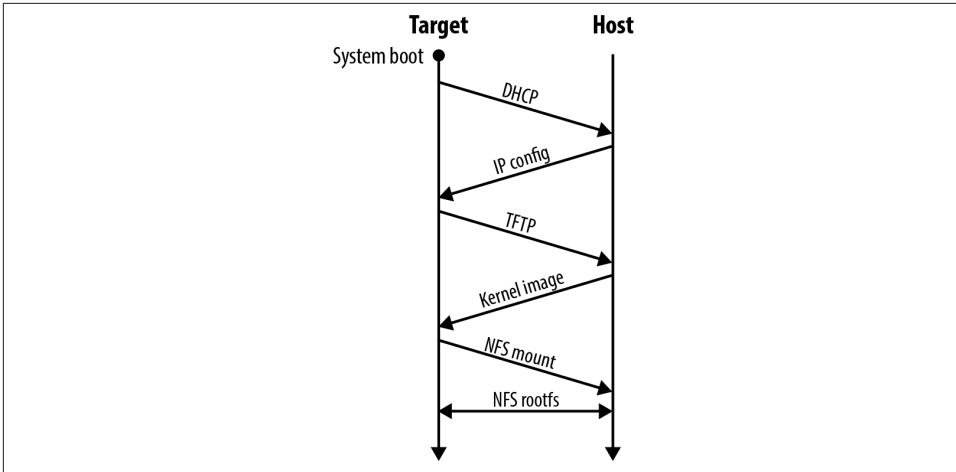 Target
Host
System boot
DHCP
IP config
TFTP
Kernel image
NFS mount
NFS rootfs